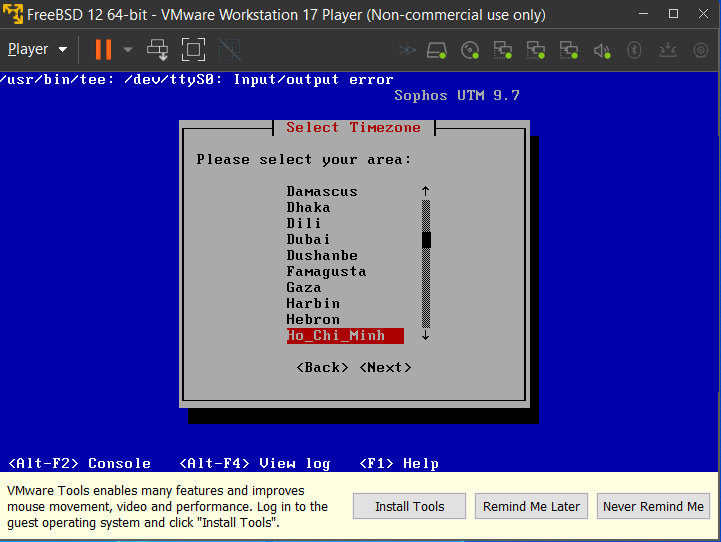 FreeBSD 12 64-bit - VMware Workstation 17 Player (Non-commercial use only)
Player
/usr/bin/tee: /dev/ttyS0: Input/output error
Sophos UTM 9.7
Select Timezone
Please select your area:
Damascus
Dhaka
Dili
Dubai
Dushanbe
Famagusta
Gaza
Harbin
Hebron
Ho_Chi_Minh
<Back> <Next>
<Alt-F2> Console <Alt-F4> View log <F1> Help
VMware Tools enables many features and improves
mouse movement, video and performance. Log in to the
guest operating system and click "Install Tools".
Install Tools
Remind Me Later
Never Remind Me